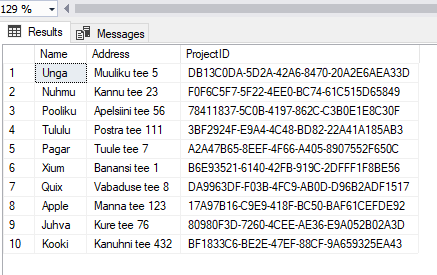 129 %
Results Messages
Name Address ProjectID
1 Unga Muuliku tee 5 DB13C0DA-5D2A-42A6-8470-20A2E6AEA33D
2 Nuhmu Kannu tee 23 F0F6C5F7-5F22-4EE0-BC74-61C515D65849
3 Pooliku Apelsiini tee 56 78411837-5C0B-4197-862C-C3B0E1E8C30F
4 Tululu Postra tee 111 3BF2924F-E9A4-4C48-BD82-22A41A185AB3
5 Pagar Tuule tee 7 A2A47B65-8EEF-4F66-A405-8907552F650C
6 Xium Banansi tee 1 B6E93521-6140-42FB-919C-2DFFF1F8BE56
7 Quix Vabaduse tee 8 DA9963DF-F03B-4FC9-AB0D-D96B2ADF1517
8 Apple Manna tee 123 17A97B16-C9E9-418F-BC50-BAF61CEFDE92
9 Juhva Kure tee 76 80980F3D-7260-4CEE-AE36-E9A052B02A3D
10 Kooki Kanuhni tee 432 BF1833C6-BE2E-47EF-88CF-9A659325EA43